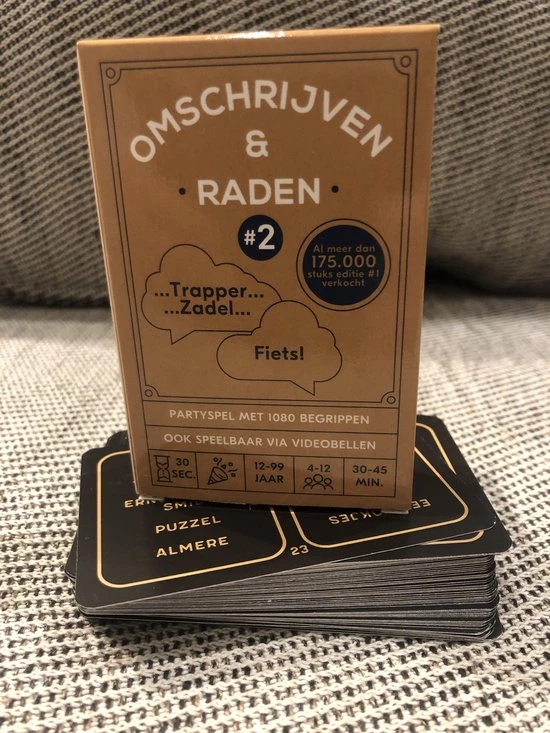 OMSCHRIJVEN
&
• RADEN •
#2
Al meer dan
175.000
stuks editie #1
verkocht
...Trapper...
...Zadel...
Fiets!
PARTYSPEL MET 1080 BEGRIPPEN
OOK SPEELBAAR VIA VIDEOBELLEN
30
SEC.
12-99
JAAR
4-12
30-45
MIN.
PUZZEL
ALMERE
23